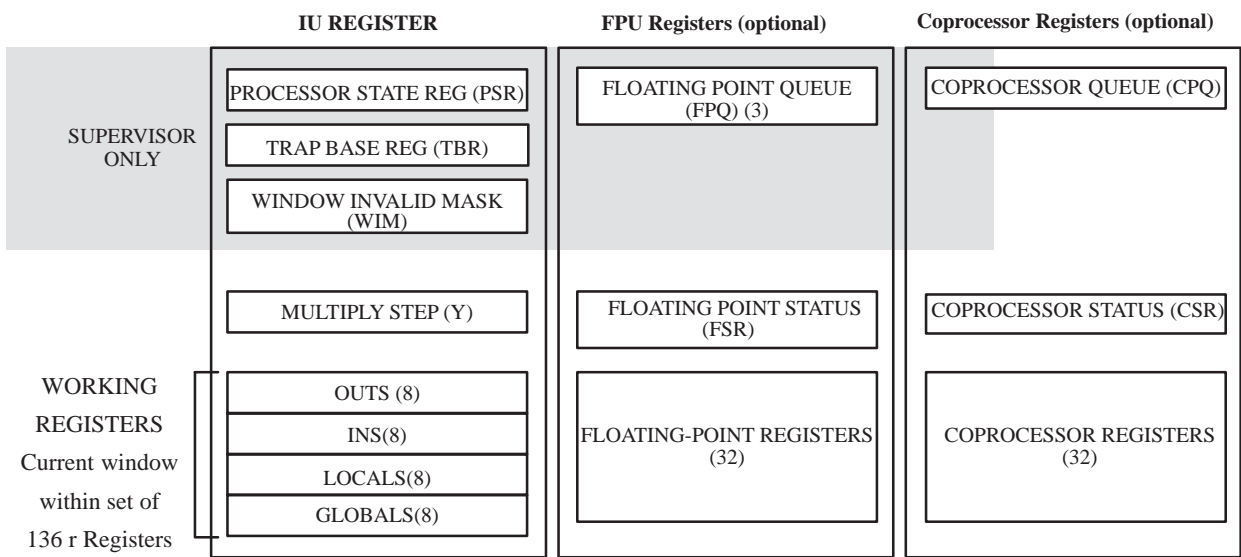 IU REGISTER
FPU Registers (optional)
Coprocessor Registers (optional)
SUPERVISOR
ONLY
PROCESSOR STATE REG (PSR)
TRAP BASE REG (TBR)
WINDOW INVALID MASK
(WIM)
MULTIPLY STEP (Y)
WORKING
REGISTERS
Current window
within set of
136 r Registers
OUTS (8)
INS(8)
LOCALS(8)
GLOBALS(8)
FLOATING POINT QUEUE
(FPQ) (3)
FLOATING POINT STATUS
(FSR)
FLOATING-POINT REGISTERS
(32)
COPROCESSOR QUEUE (CPQ)
COPROCESSOR STATUS (CSR)
COPROCESSOR REGISTERS
(32)